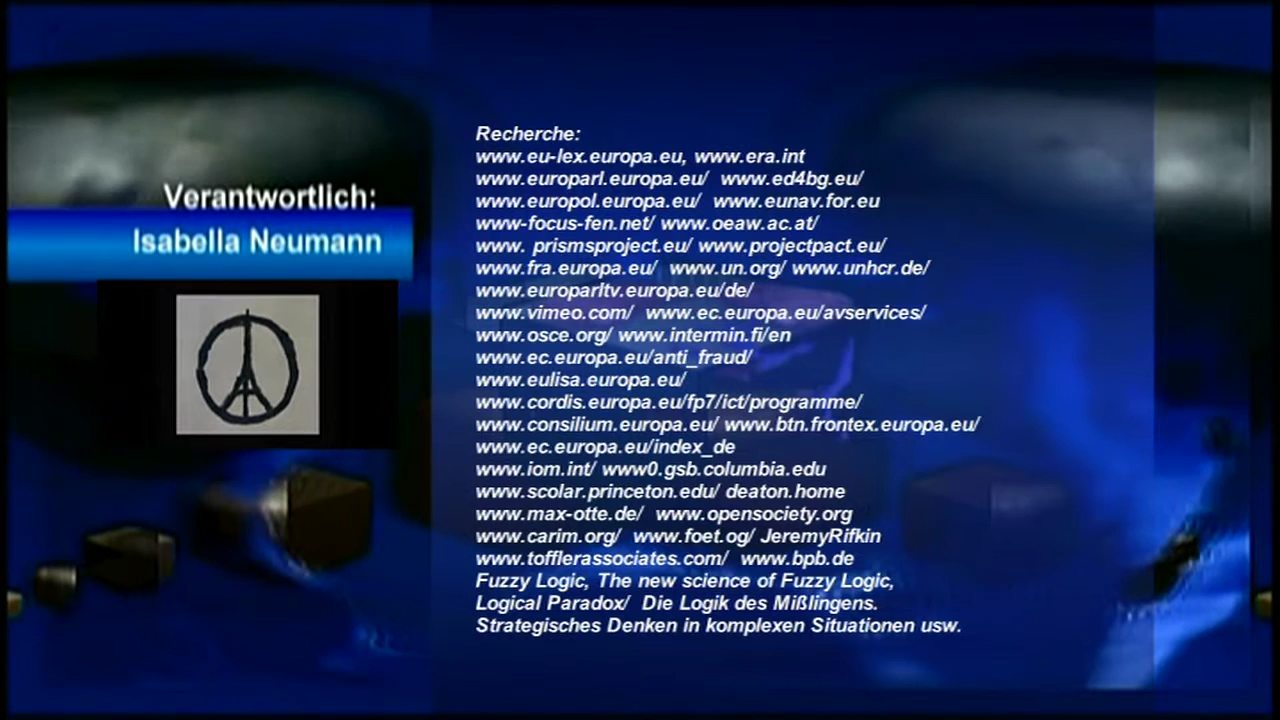 Verantwortlich:
Isabella Neumann
Recherche:
www.eu-lex.europa.eu, www.era.int
www.europarl.europa.eu/ www.ed4bg.eu/
www.europol.europa.eu/ www.eunav.for.eu
www-focus-fen.net/ www.oeaw.ac.at/
www. prismsproject.eu/ www.projectpact.eu/
www.fra.europa.eu/ www.un.org/ www.unhcr.de/
www.europarltv.europa.eu/de/
www.vimeo.com/ www.ec.europa.eu/avservices/
www.osce.org/ www.intermin.fi/en
www.ec.europa.eu/anti_fraud/
www.eulisa.europa.eu/
www.cordis.europa.eu/fp7/ict/programme/
www.consilium.europa.eu/ www.btn.frontex.europa.eu/
www.ec.europa.eu/index_de
www.iom.int/ www0.gsb.columbia.edu
www.scolar.princeton.edu/ deaton.home
www.max-otte.de/ www.opensociety.org
www.carim.org/ www.foet.og/ JeremyRifkin
www.tofflerassociates.com/ www.bpb.de
Fuzzy Logic, The new science of Fuzzy Logic,
Logical Paradox/ Die Logik des Mißlingens.
Strategisches Denken in komplexen Situationen usw.